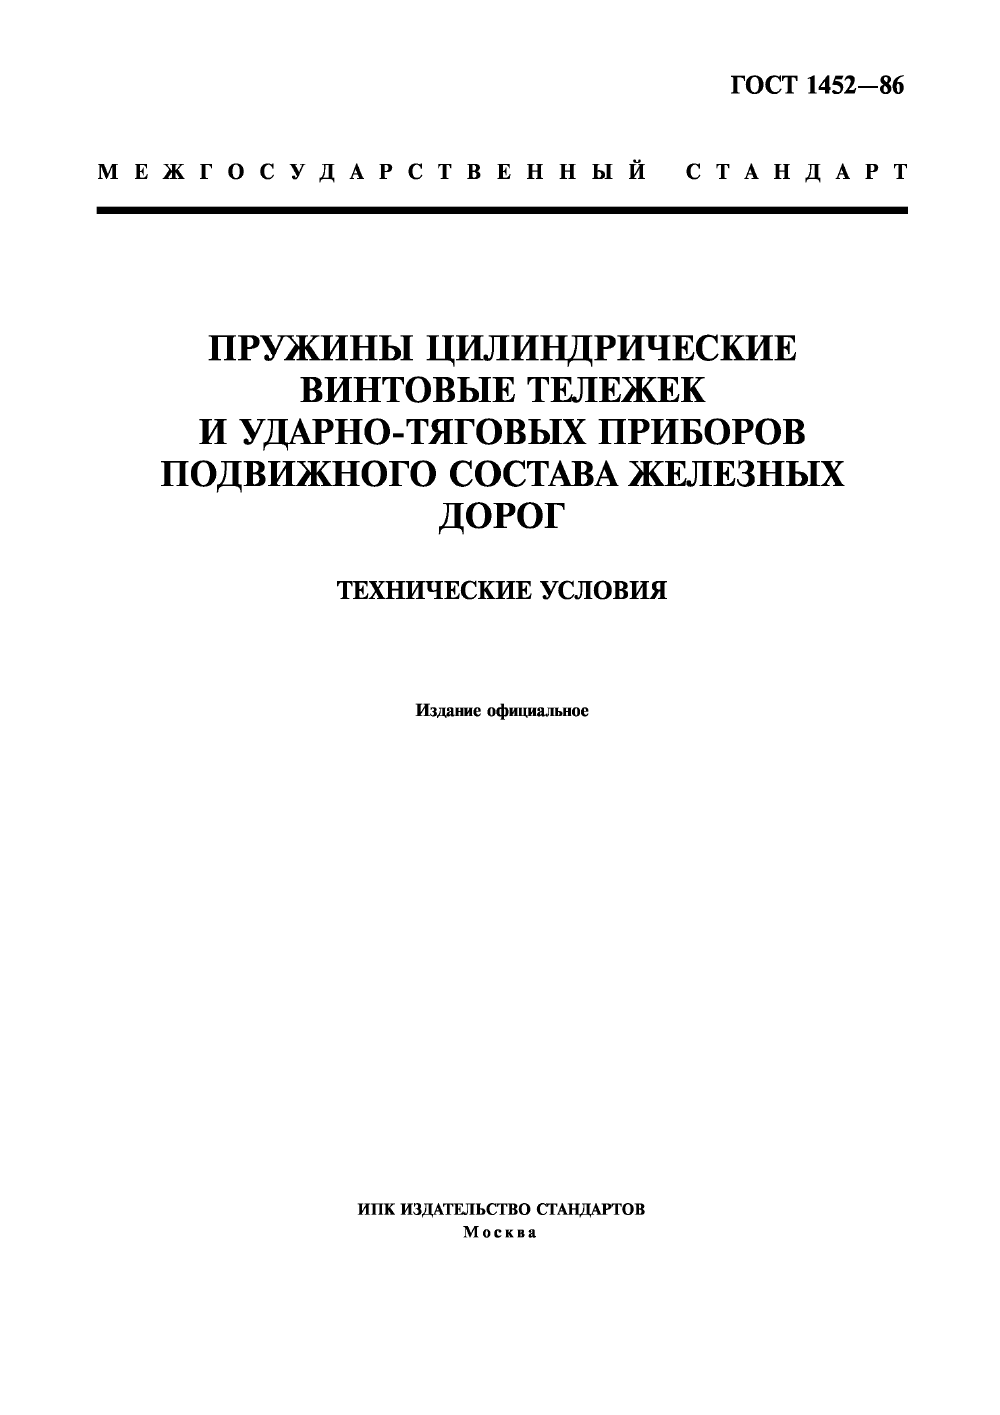 ГОСТ 1452—86
МЕЖГОСУДАРСТВЕННЫЙ СТАНДАРТ
ПРУЖИНЫ ЦИЛИНДРИЧЕСКИЕ
ВИНТОВЫЕ ТЕЛЕЖЕК
И УДАРНО-ТЯГОВЫХ ПРИБОРОВ
ПОДВИЖНОГО СОСТАВА ЖЕЛЕЗНЫХ
ДОРОГ
ТЕХНИЧЕСКИЕ УСЛОВИЯ
Издание официальное
ИПК ИЗДАТЕЛЬСТВО СТАНДАРТОВ
Москва